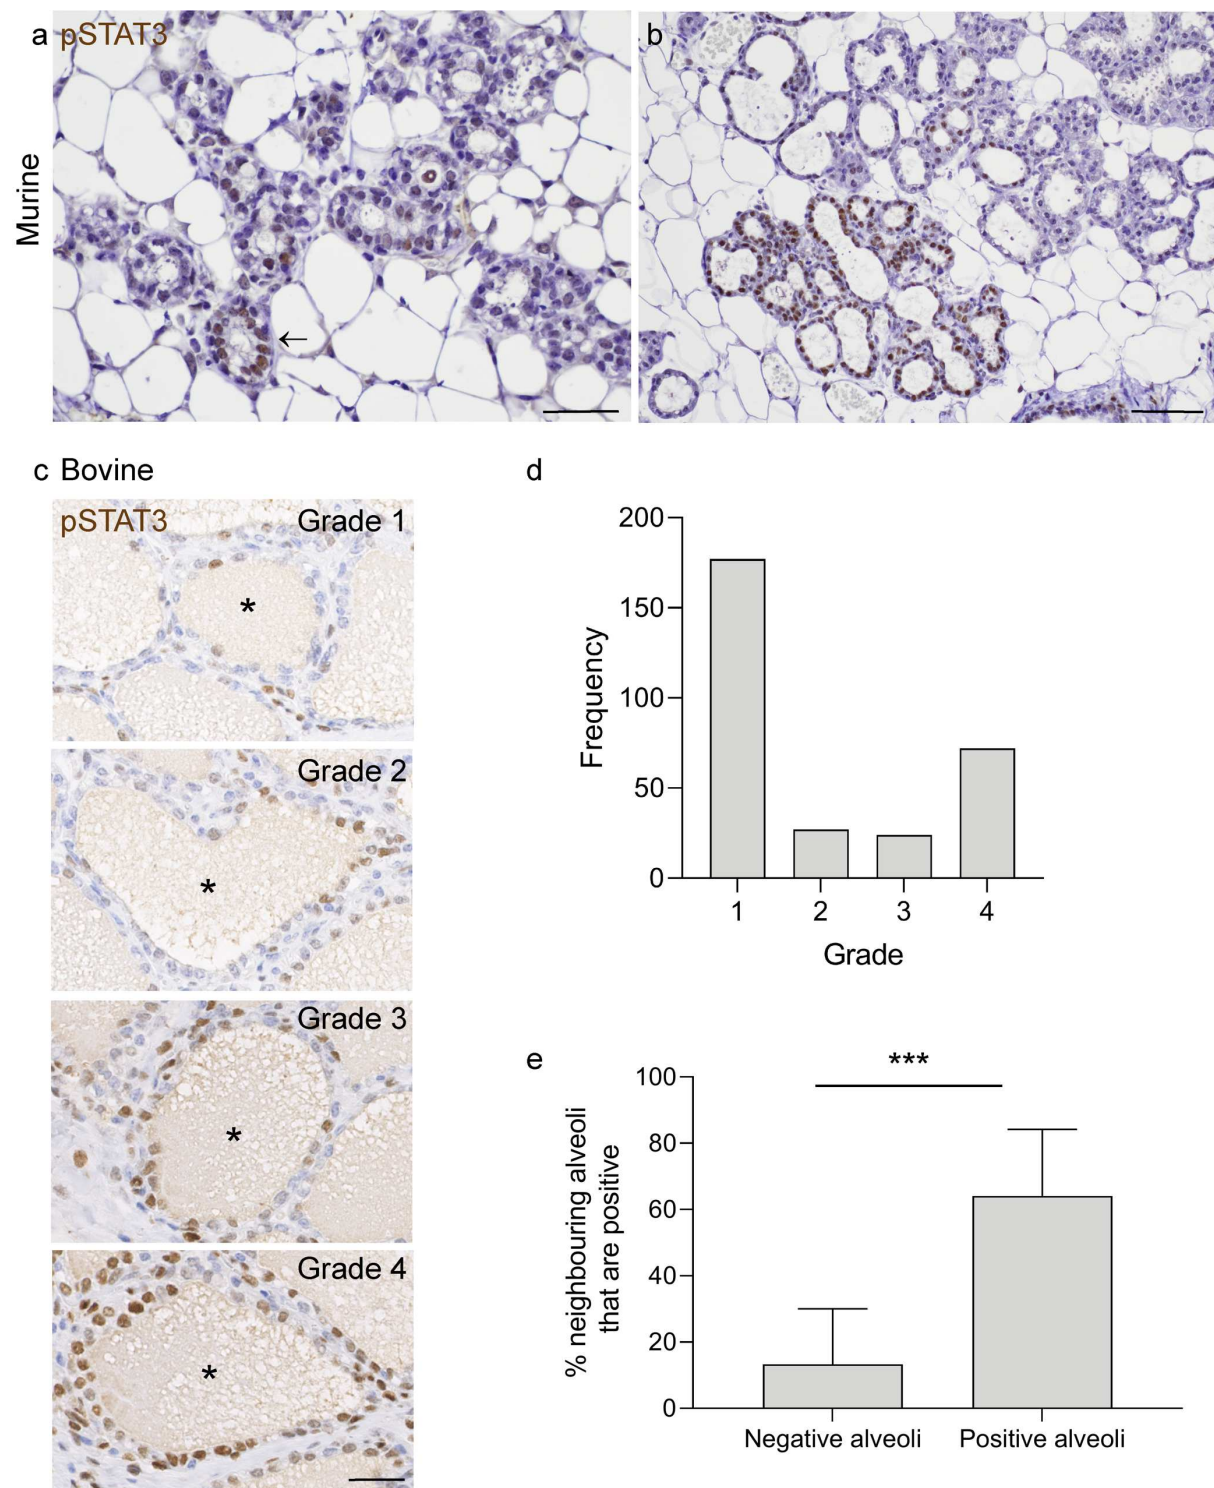 a pSTAT3
b
Murine
c Bovine
pSTAT3
Grade 1
*
Grade 2
*
Grade 3
*
Grade 4
*
d
200
150
100
50
0
Frequency
1 2 3 4
Grade
e
***
100
80
60
40
20
0
% neighbouring alveoli
that are positive
Negative alveoli Positive alveoli